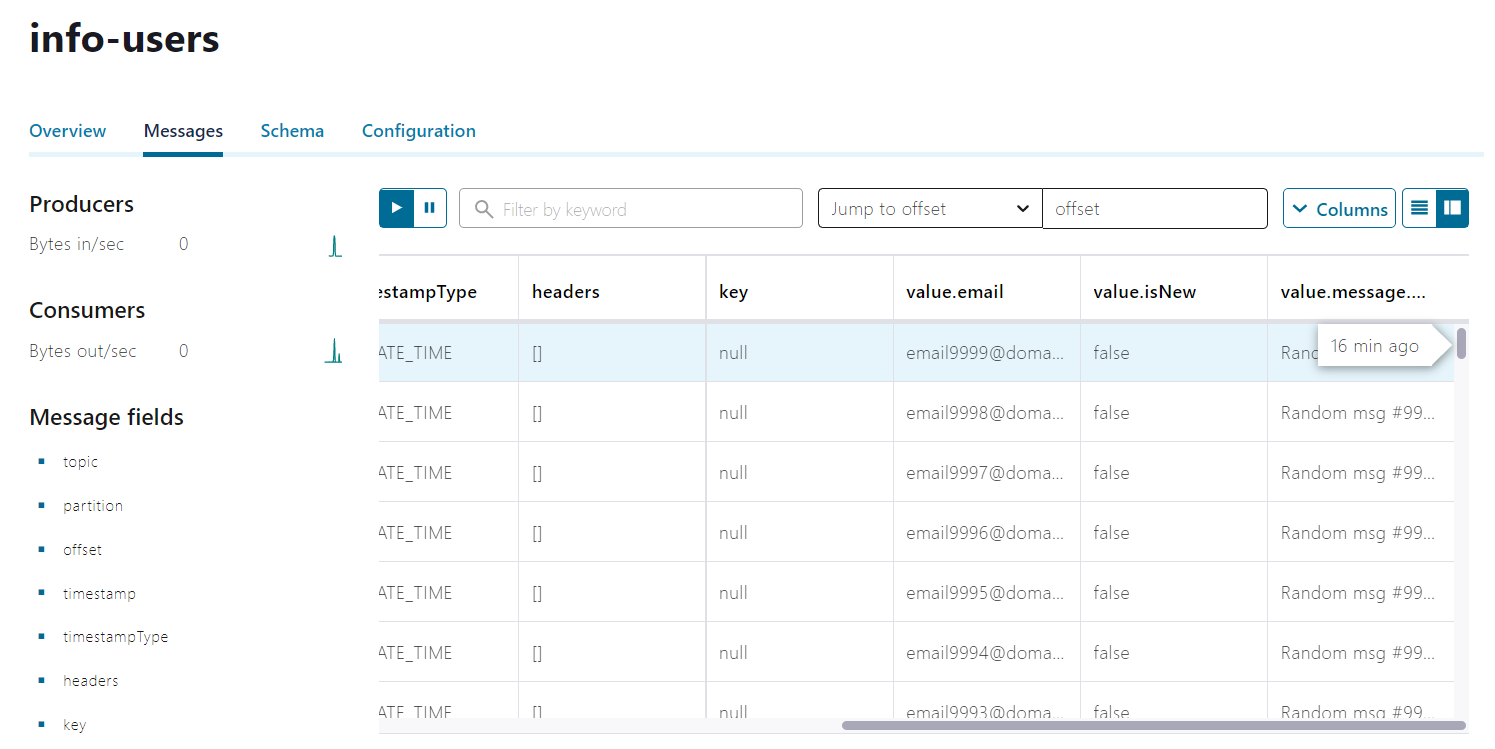 info-users
Overview Messages Schema Configuration
Producers
Bytes in/sec 0
Consumers
Bytes out/sec 0
Message fields
topic
partition
offset
timestamp
timestampType
headers
key
Filter by keyword Jump to offset offset Columns
estampType headers key value.email value.isNew value.message....
ATE_TIME [] null email9999@doma... false Ranc 16 min ago
ATE_TIME [] null email9998@doma... false Random msg #99...
ATE_TIME [] null email9997@doma... false Random msg #99...
ATE_TIME [] null email9996@doma... false Random msg #99...
ATE_TIME [] null email9995@doma... false Random msg #99...
ATE_TIME [] null email9994@doma... false Random msg #99...
ATE_TIME [] null email9993@doma... false Random msg #99...